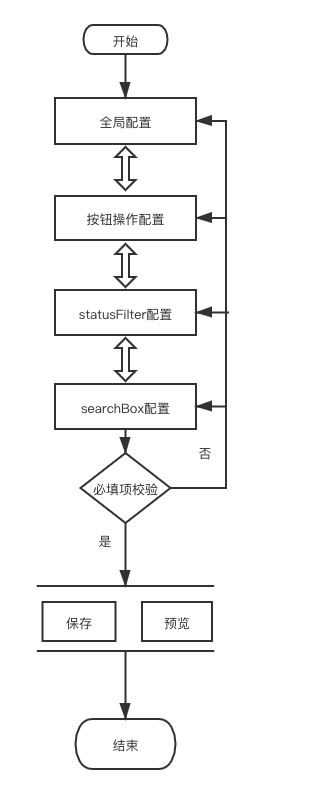 开始
全局配置
按钮操作配置
statusFilter配置
searchBox配置
否
必填项校验
是
保存
预览
结束